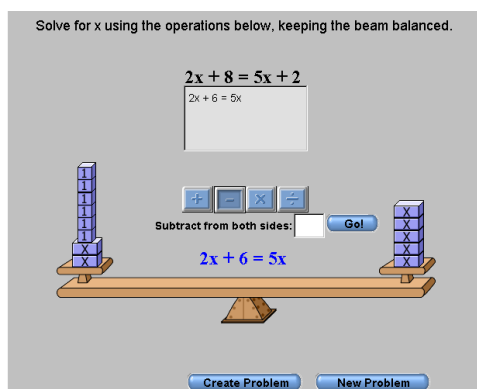 Solve for x using the operations below, keeping the beam balanced.
2x + 8 = 5x + 2
2x + 6 = 5x
+ − × ÷
Subtract from both sides: Go!
2x + 6 = 5x
1
1
1
1
1
1
X
X
X
X
X
X
X
Create Problem New Problem